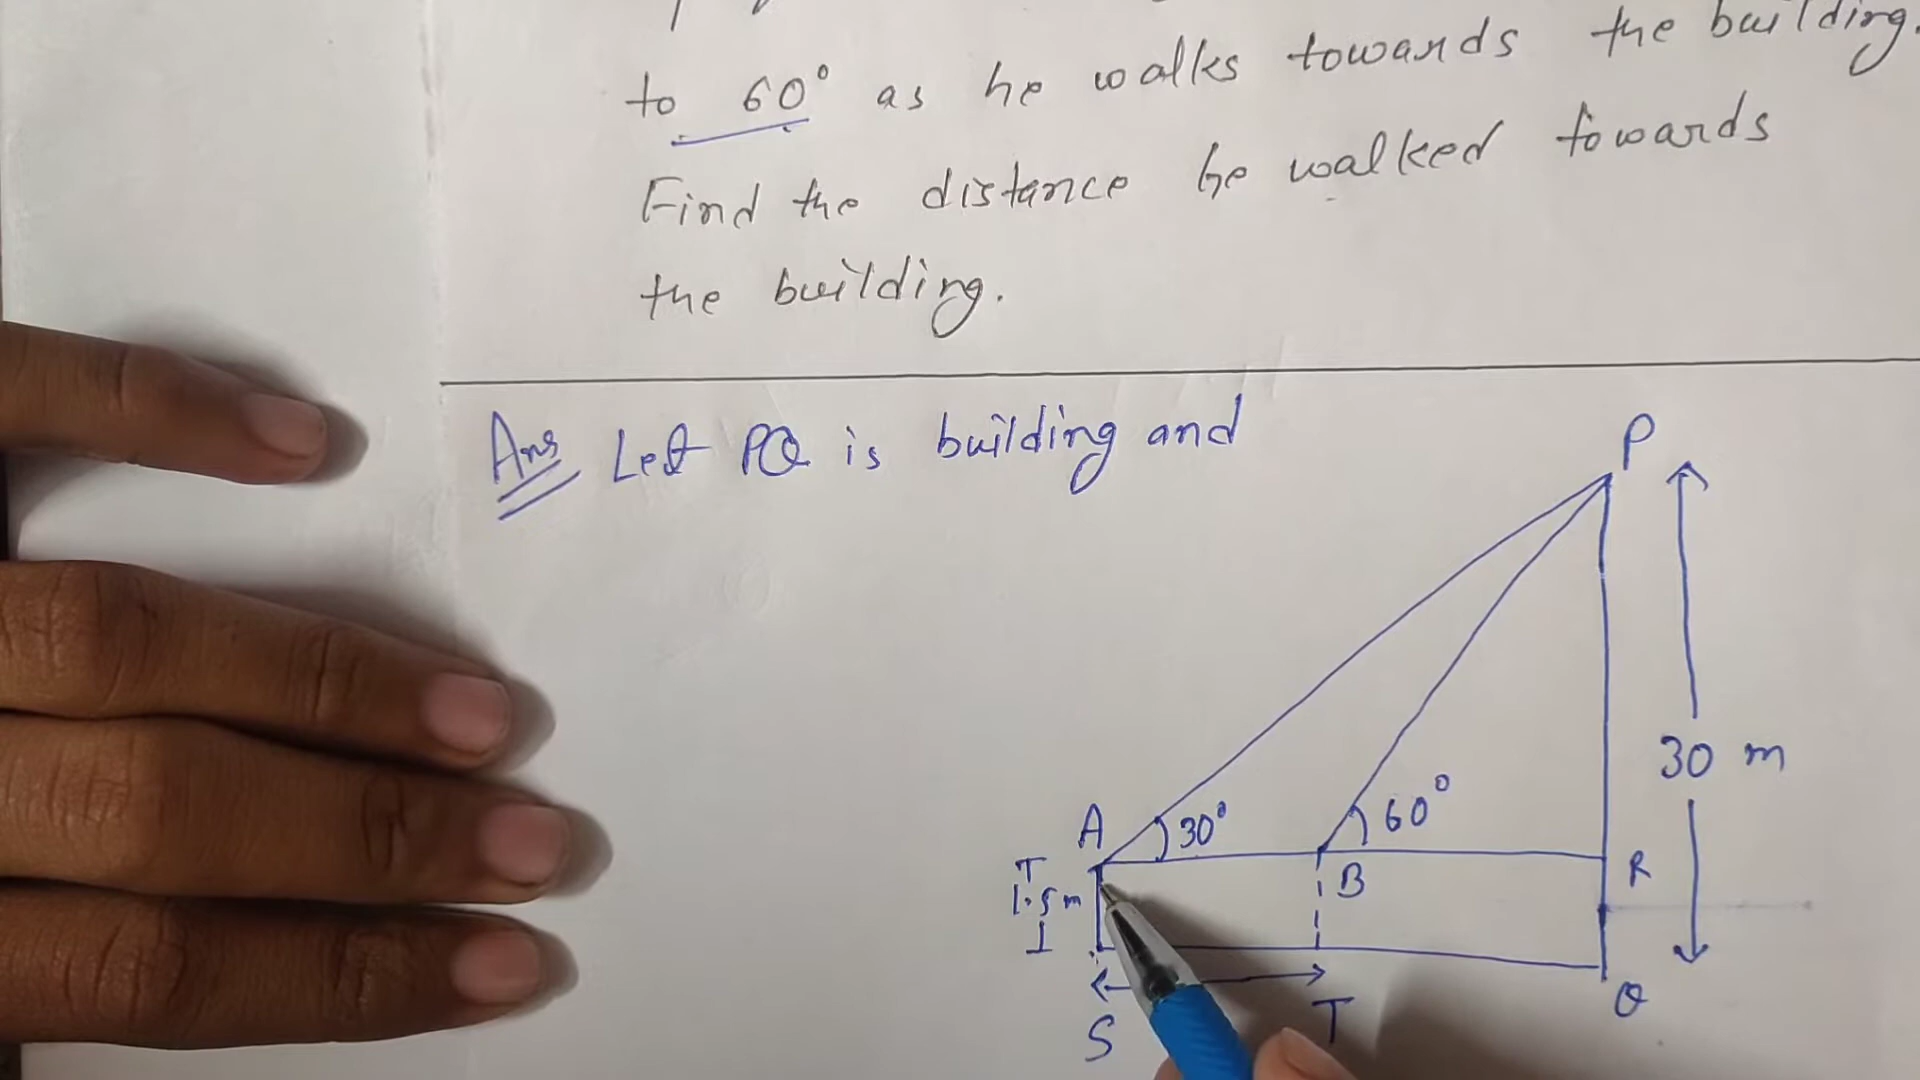 to 60° as he walks towards the building.
Find the distance he walked towards
the building.
Ans Let PQ is building and
P
30 m
A 30° 60°
1.5 m
B R
S T Q